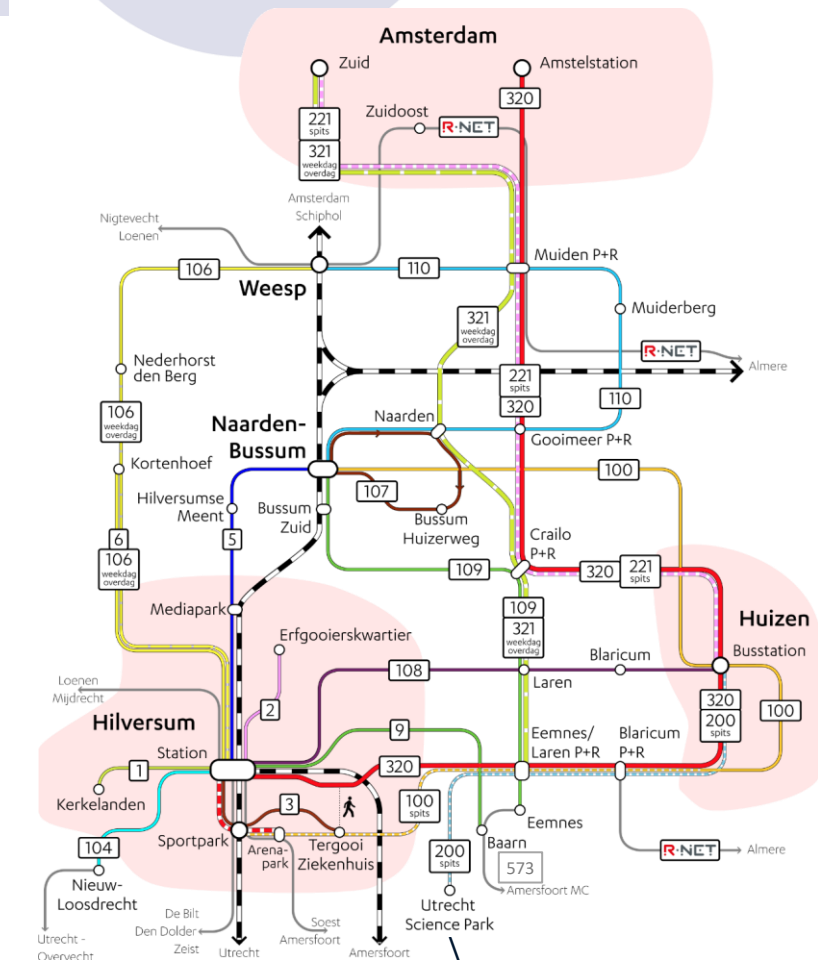 Amsterdam
Zuid
Amstelstation
320
Zuidoost
R·NET
221
spits
321
weekdag
overdag
Amsterdam
Schiphol
Nigtevecht
Loenen
106
110
Muiden P+R
Weesp
Muiderberg
321
weekdag
overdag
R·NET
Almere
Nederhorst
den Berg
221
spits
320
110
106
weekdag
overdag
Naarden-
Bussum
Naarden
Gooimeer P+R
Kortenhoef
100
Hilversumse
Meent
107
Bussum
Zuid
Bussum
Huizerweg
6
106
weekdag
overdag
5
Crailo
P+R
109
320
221
spits
109
321
weekdag
overdag
Mediapark
Huizen
Busstation
Erfgooierskwartier
Blaricum
108
Laren
Loenen
Mijdrecht
2
320
200
spits
100
Hilversum
Station
9
Eemnes/
Laren P+R
Blaricum
P+R
1
320
Kerkelanden
3
100
spits
Eemnes
Sportpark
Arena-
park
Tergooi
Ziekenhuis
Baarn
104
200
spits
573
R·NET
Almere
Nieuw-
Loosdrecht
Amersfoort MC
Utrecht
Science Park
De Bilt
Den Dolder
Zeist
Soest
Amersfoort
Utrecht -
Overvecht
Utrecht
Amersfoort